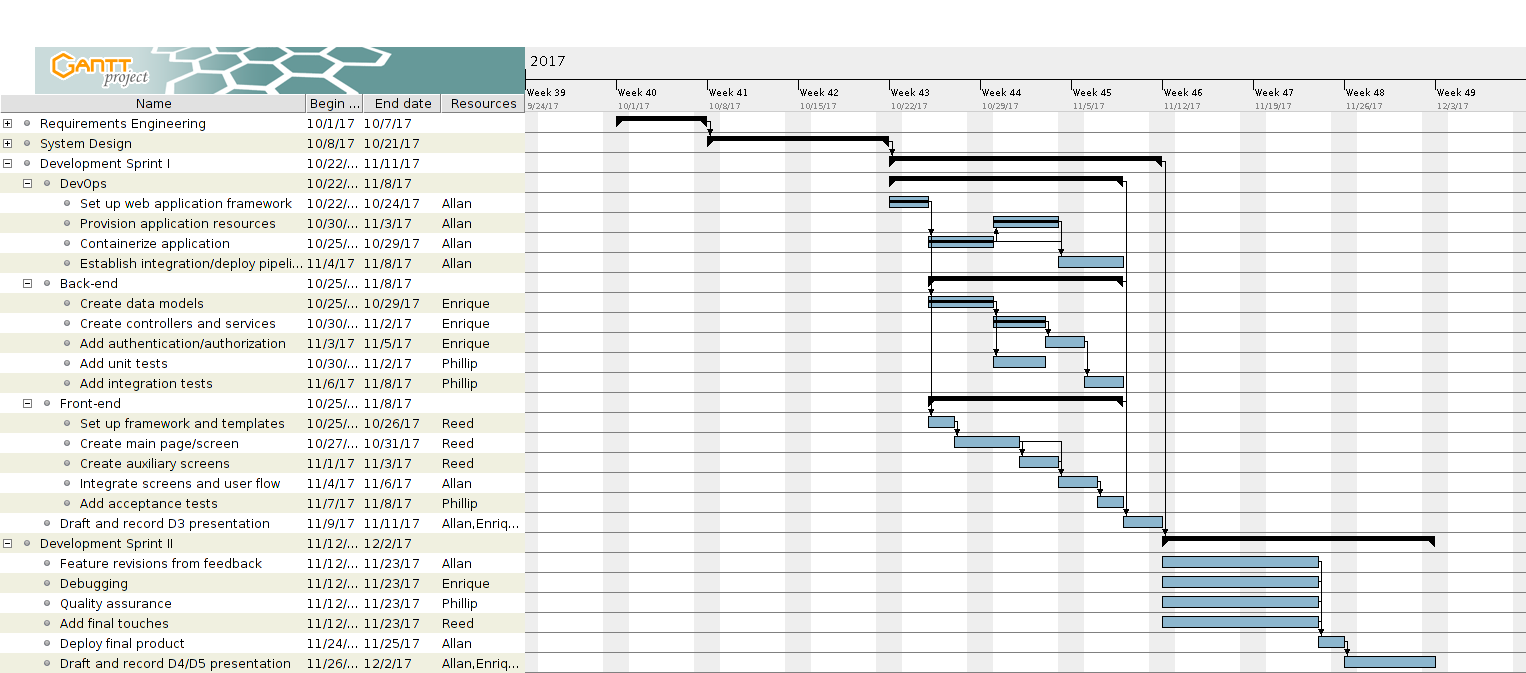 GANTT
project
2017
Week 39 Week 40 Week 41 Week 42 Week 43 Week 44 Week 45 Week 46 Week 47 Week 48 Week 49
9/24/17 10/1/17 10/8/17 10/15/17 10/22/17 10/29/17 11/5/17 11/12/17 11/19/17 11/26/17 12/3/17
Name Begin ... End date Resources
Requirements Engineering 10/1/17 10/7/17
System Design 10/8/17 10/21/17
Development Sprint I 10/22/... 11/11/17
DevOps 10/22/... 11/8/17
Set up web application framework 10/22/... 10/24/17 Allan
Provision application resources 10/30/... 11/3/17 Allan
Containerize application 10/25/... 10/29/17 Allan
Establish integration/deploy pipeli... 11/4/17 11/8/17 Allan
Back-end 10/25/... 11/8/17
Create data models 10/25/... 10/29/17 Enrique
Create controllers and services 10/30/... 11/2/17 Enrique
Add authentication/authorization 11/3/17 11/5/17 Enrique
Add unit tests 10/30/... 11/2/17 Phillip
Add integration tests 11/6/17 11/8/17 Phillip
Front-end 10/25/... 11/8/17
Set up framework and templates 10/25/... 10/26/17 Reed
Create main page/screen 10/27/... 10/31/17 Reed
Create auxiliary screens 11/1/17 11/3/17 Reed
Integrate screens and user flow 11/4/17 11/6/17 Allan
Add acceptance tests 11/7/17 11/8/17 Phillip
Draft and record D3 presentation 11/9/17 11/11/17 Allan,Enriq...
Development Sprint II 11/12/... 12/2/17
Feature revisions from feedback 11/12/... 11/23/17 Allan
Debugging 11/12/... 11/23/17 Enrique
Quality assurance 11/12/... 11/23/17 Phillip
Add final touches 11/12/... 11/23/17 Reed
Deploy final product 11/24/... 11/25/17 Allan
Draft and record D4/D5 presentation 11/26/... 12/2/17 Allan,Enriq...